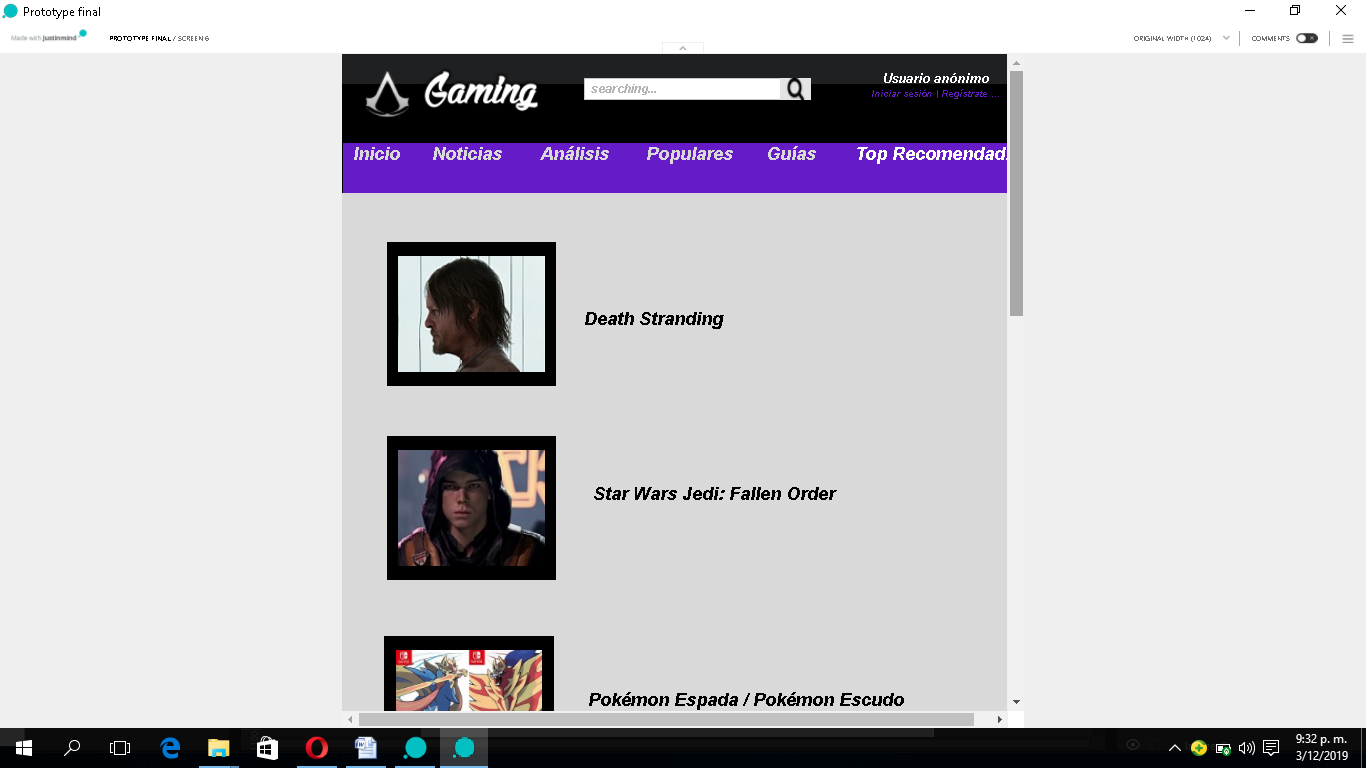 Prototype final
Made with justinmind
PROTOTYPE FINAL / SCREEN 6
ORIGINAL WIDTH (1024)
COMMENTS
Gaming
searching...
Usuario anónimo
Iniciar sesión | Regístrate ...
Inicio Noticias Análisis Populares Guías Top Recomendad
Death Stranding
Star Wars Jedi: Fallen Order
Pokémon Espada / Pokémon Escudo
9:32 p. m.
3/12/2019